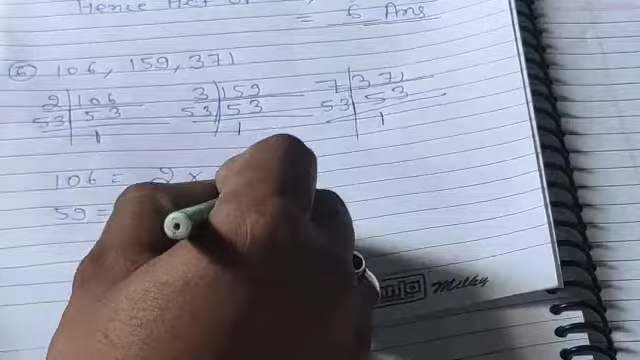 Hence HCF of
= 6 Ans
6 106, 159, 371
2 106 3 159 7 371
53 53 53 53 53 53
1 1 1
106 = 2 ×
59 =
Milky